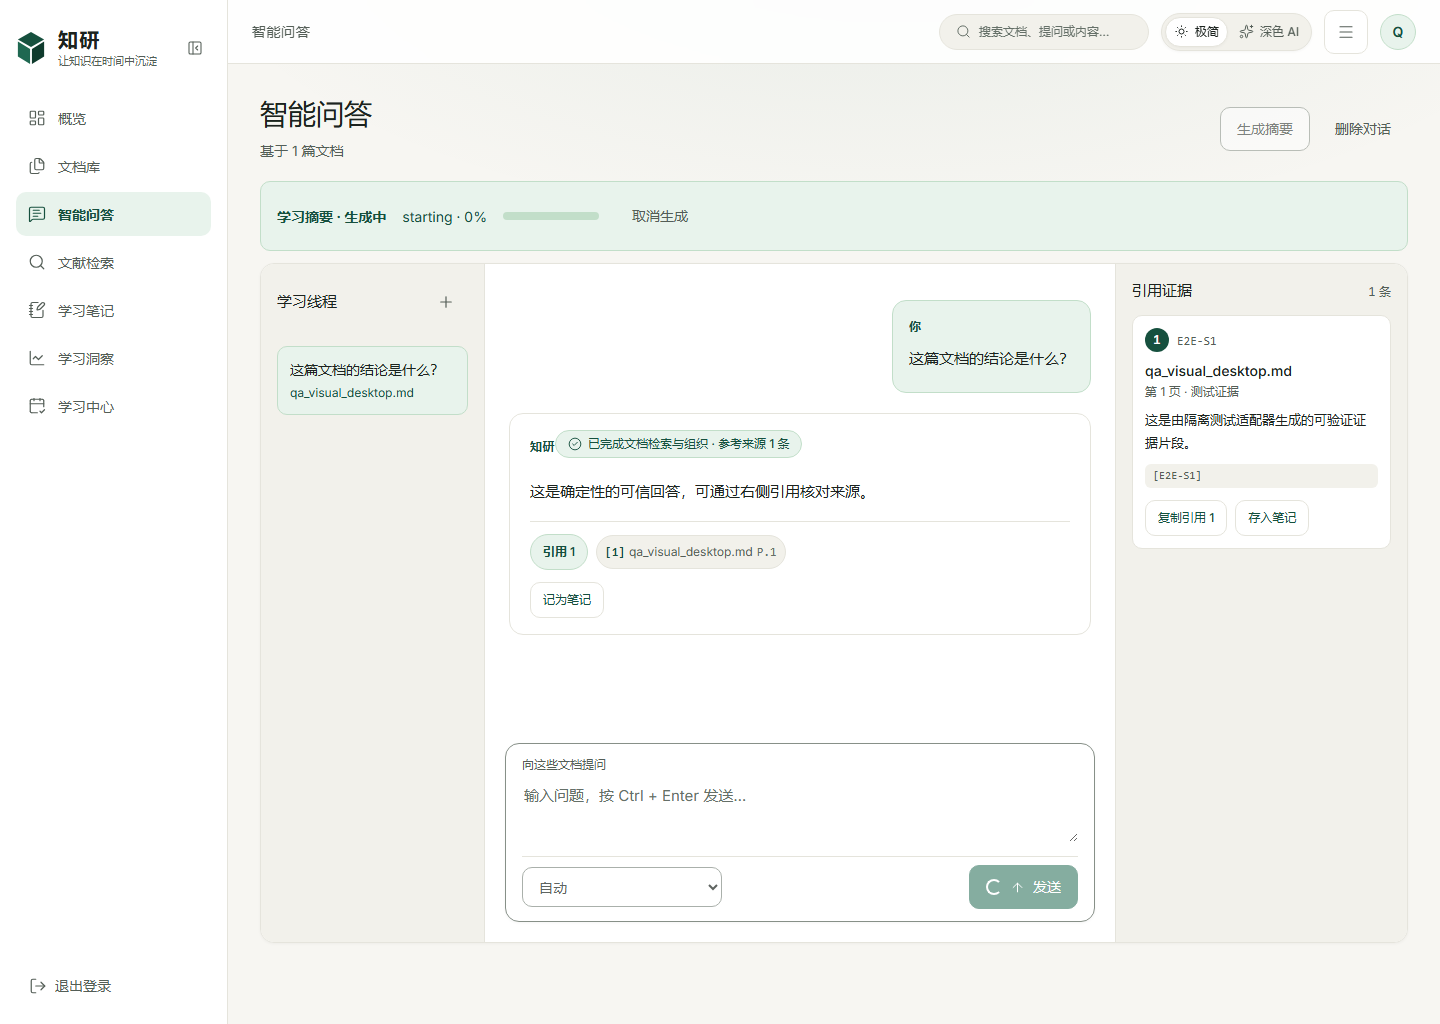 知研
让知识在时间中沉淀
概览
文档库
智能问答
文献检索
学习笔记
学习洞察
学习中心
退出登录
智能问答
搜索文档、提问或内容...
极简
深色 AI
Q
智能问答
基于 1 篇文档
生成摘要
删除对话
学习摘要 · 生成中
starting · 0%
取消生成
学习线程
这篇文档的结论是什么？
qa_visual_desktop.md
你
这篇文档的结论是什么？
知研
已完成文档检索与组织 · 参考来源 1 条
这是确定性的可信回答，可通过右侧引用核对来源。
引用 1
[1] qa_visual_desktop.md P.1
记为笔记
向这些文档提问
输入问题，按 Ctrl + Enter 发送...
自动
发送
引用证据
1 条
1 E2E-S1
qa_visual_desktop.md
第 1 页 · 测试证据
这是由隔离测试适配器生成的可验证证
据片段。
[E2E-S1]
复制引用 1
存入笔记